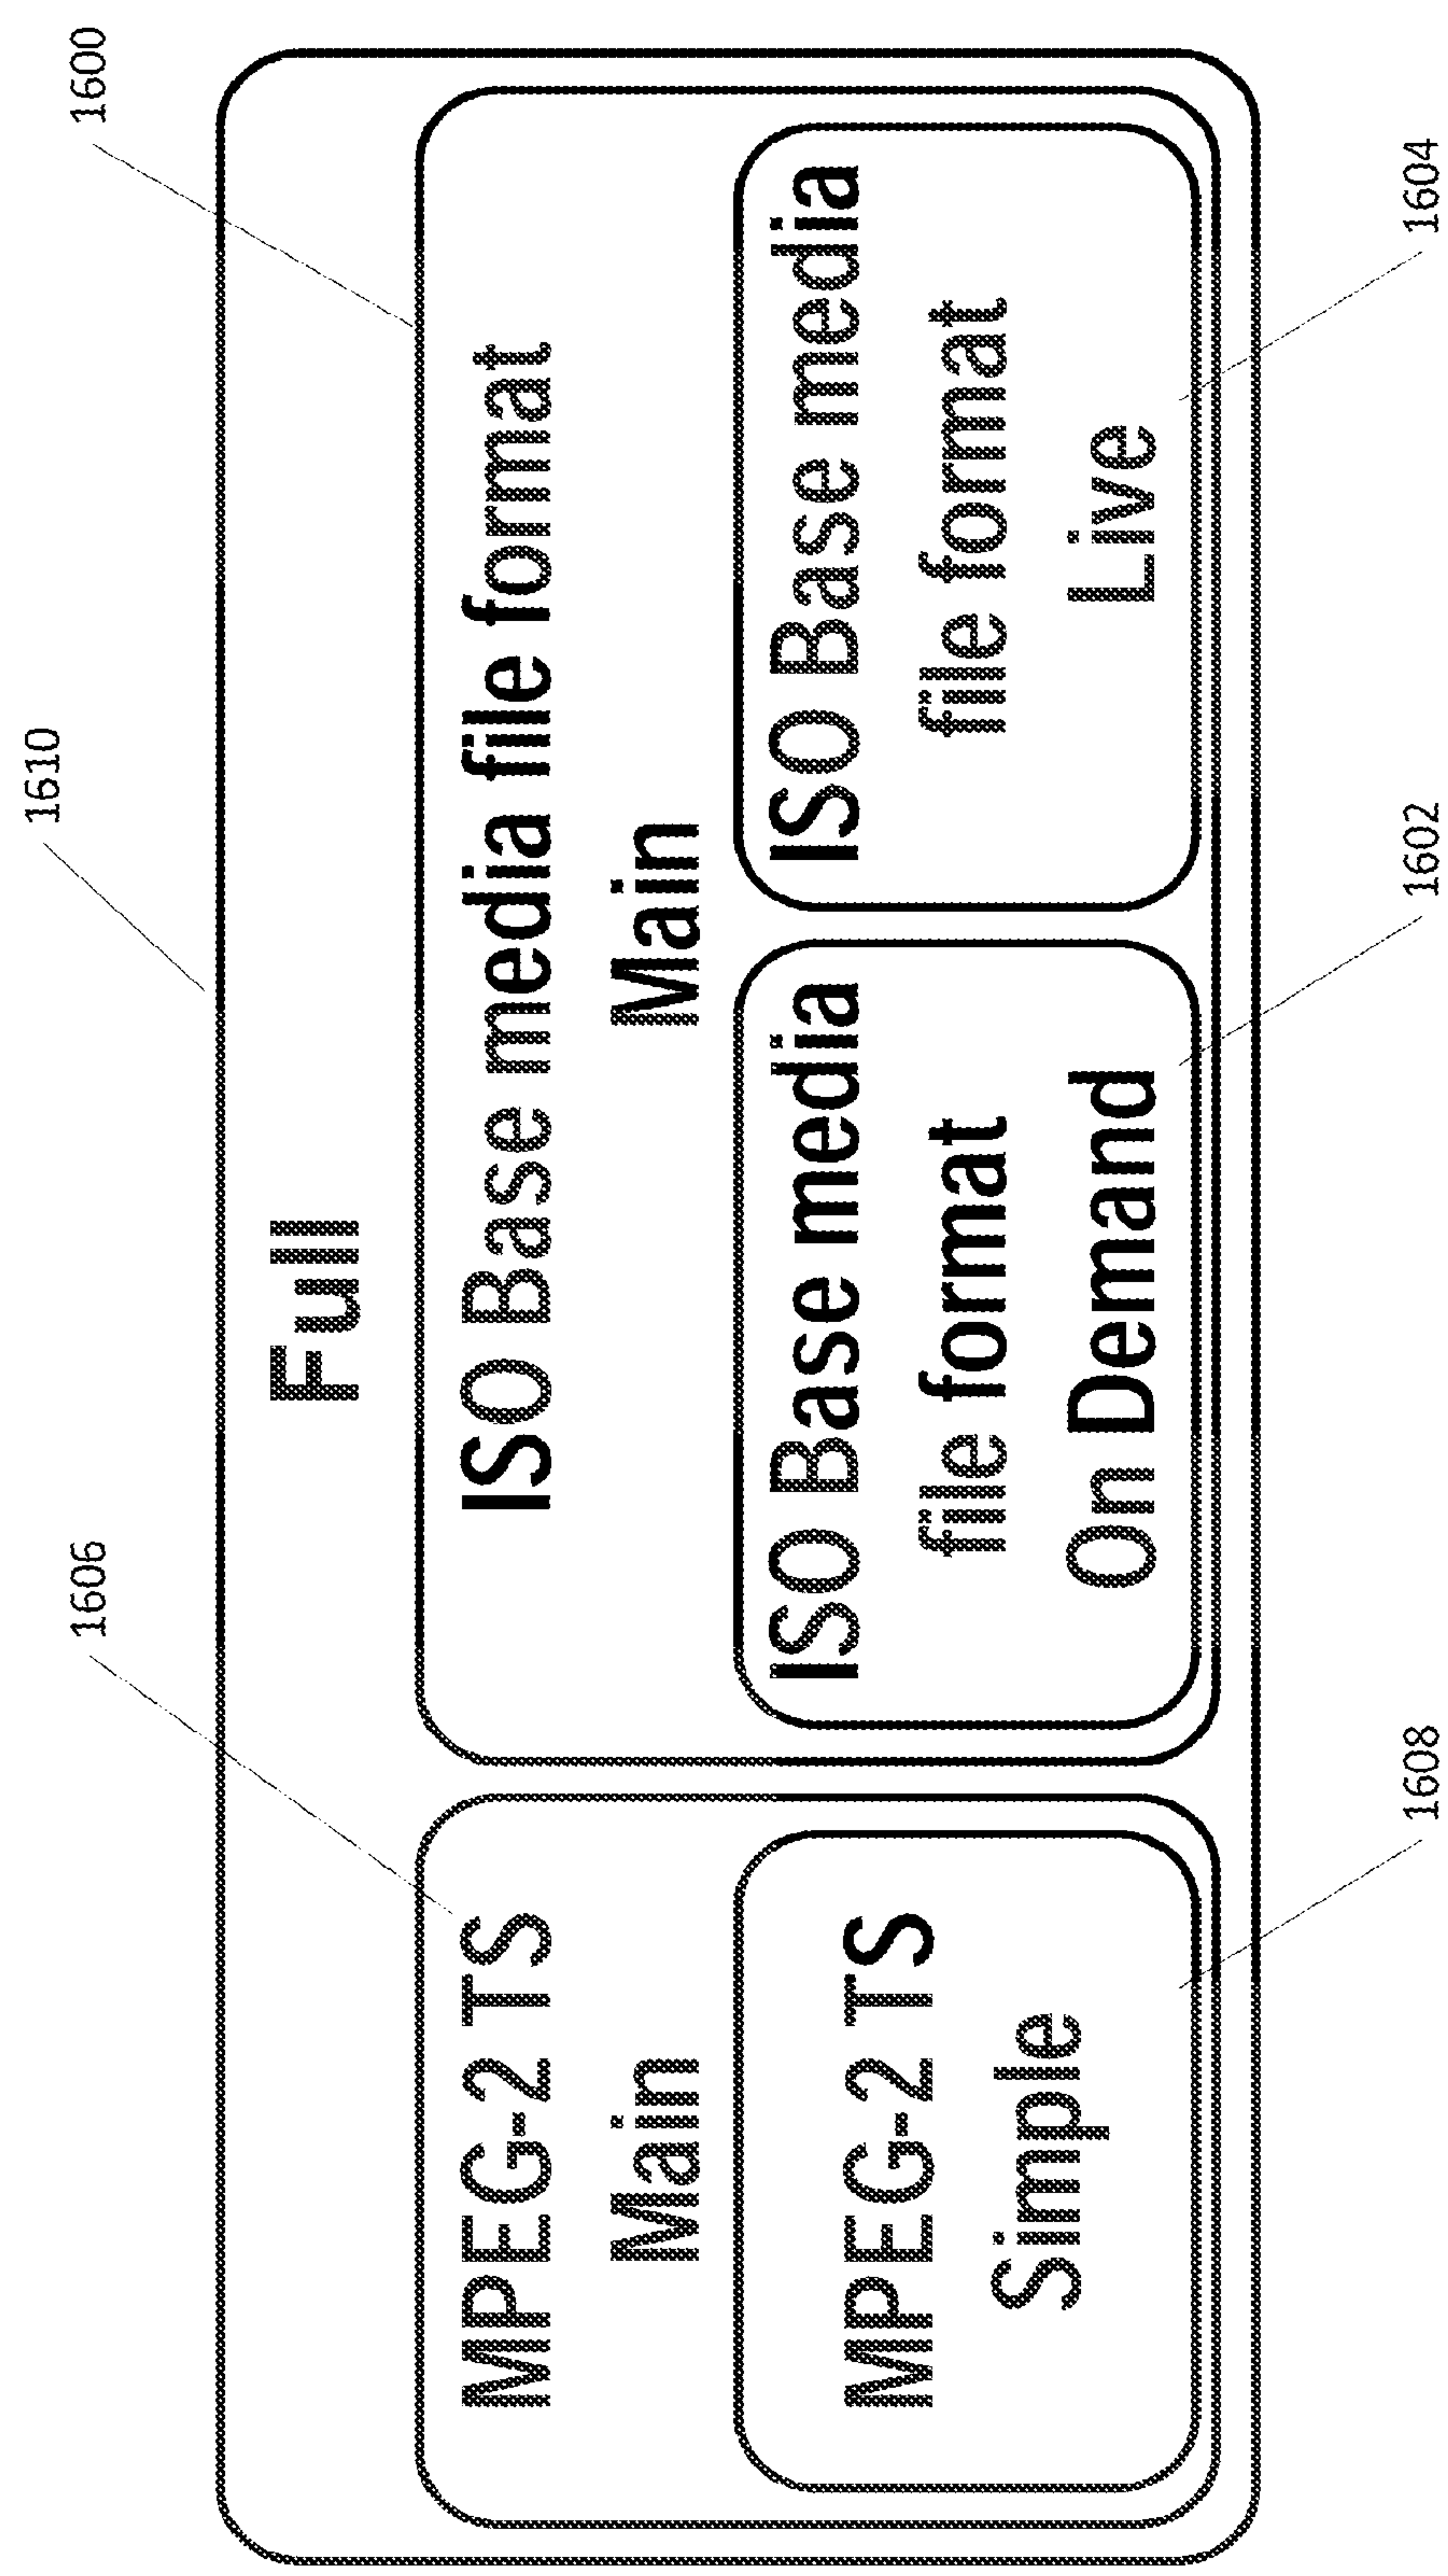 1610
1606
1600
Full
MPEG-2 TS
Main
ISO Base media file format
Main
MPEG-2 TS
Simple
ISO Base media
file format
On Demand
ISO Base media
file format
Live
1608
1602
1604